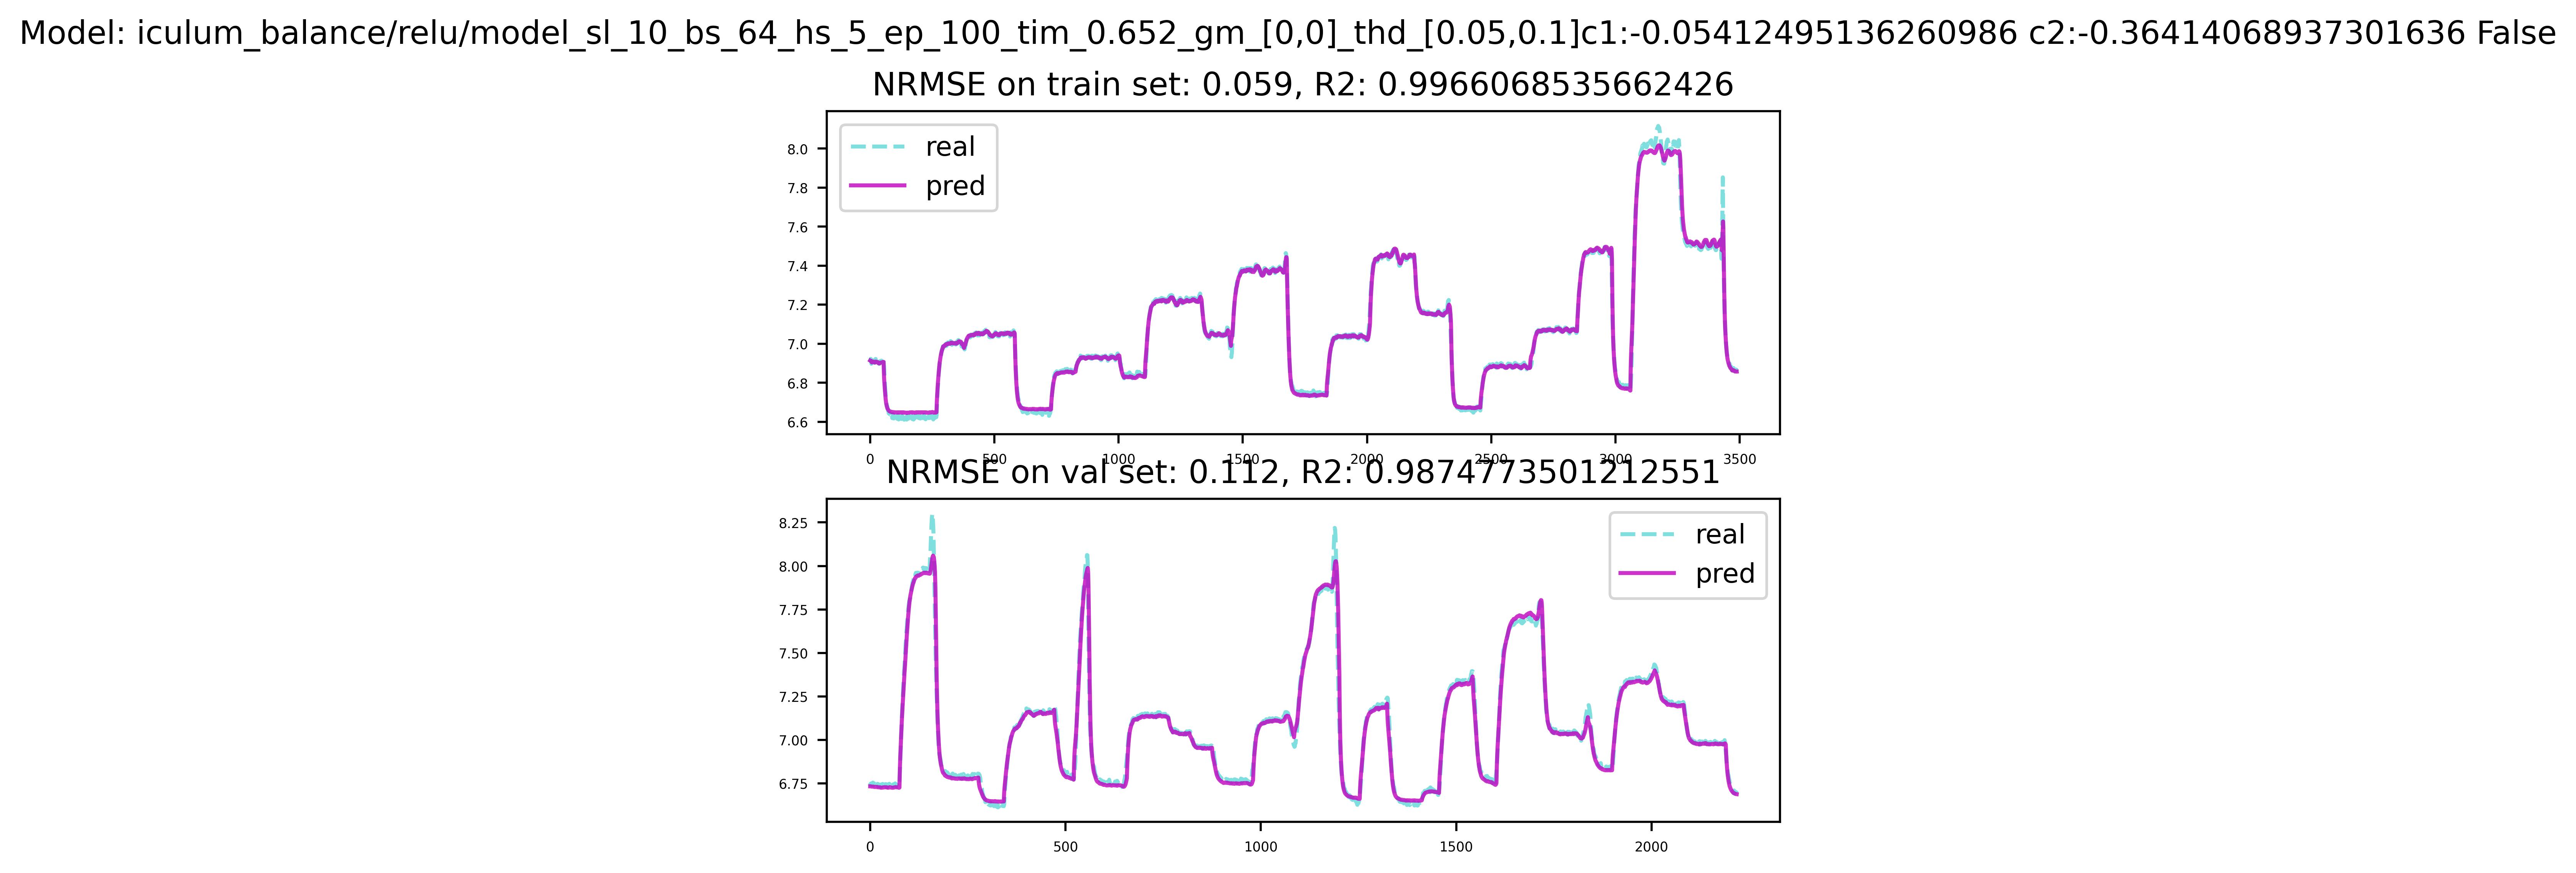 Model: iculum_balance/relu/model_sl_10_bs_64_hs_5_ep_100_tim_0.652_gm_[0,0]_thd_[0.05,0.1]c1:-0.05412495136260986 c2:-0.36414068937301636 False
NRMSE on train set: 0.059, R2: 0.9966068535662426
real
pred
8.0
7.8
7.6
7.4
7.2
7.0
6.8
6.6
0 500 1000 1500 2000 2500 3000 3500
NRMSE on val set: 0.112, R2: 0.9874773501212551
real
pred
8.25
8.00
7.75
7.50
7.25
7.00
6.75
0 500 1000 1500 2000